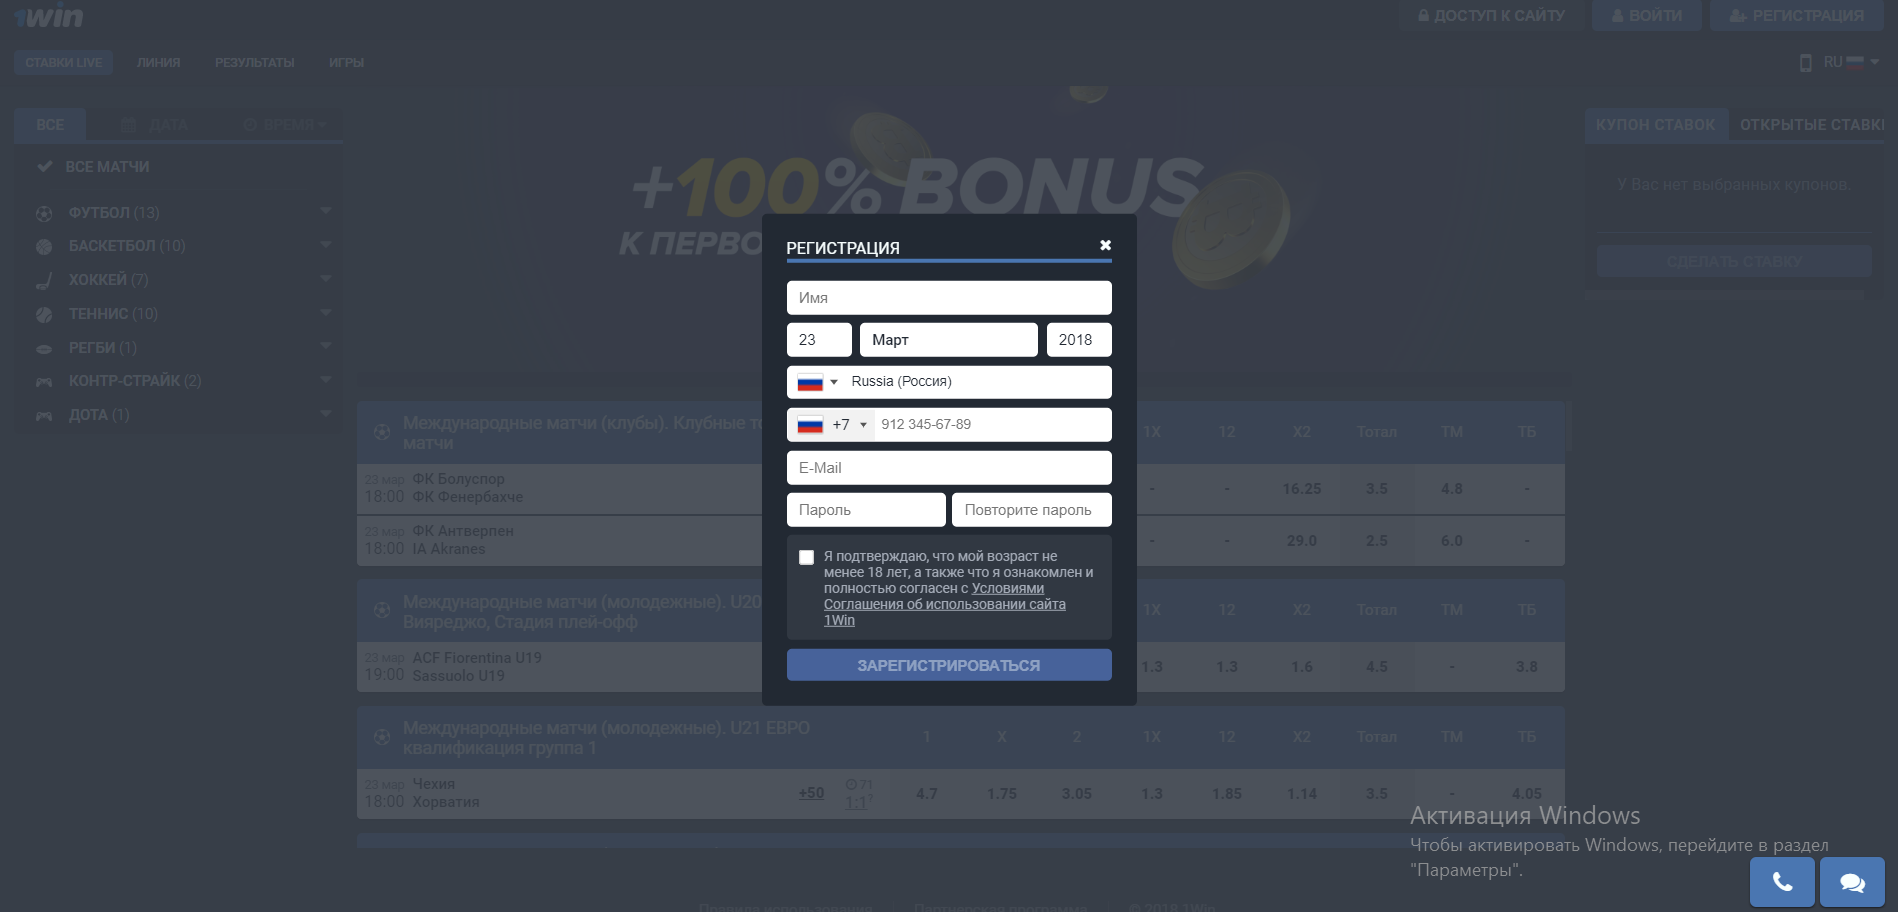 1win
ДОСТУП К САЙТУ
ВОЙТИ
РЕГИСТРАЦИЯ
СТАВКИ LIVE
ЛИНИЯ
РЕЗУЛЬТАТЫ
ИГРЫ
RU
ВСЕ
ДАТА
ВРЕМЯ
ВСЕ МАТЧИ
ФУТБОЛ (13)
БАСКЕТБОЛ (10)
ХОККЕЙ (7)
ТЕННИС (10)
РЕГБИ (1)
КОНТР-СТРАЙК (2)
ДОТА (1)
+100% BONUS
К ПЕРВО
КУПОН СТАВОК
ОТКРЫТЫЕ СТАВКИ
У Вас нет выбранных купонов.
СДЕЛАТЬ СТАВКУ
РЕГИСТРАЦИЯ
Имя
23 Март 2018
Russia (Россия)
+7 912 345-67-89
E-Mail
Пароль Повторите пароль
Я подтверждаю, что мой возраст не
менее 18 лет, а также что я ознакомлен и
полностью согласен с Условиями
Соглашения об использовании сайта
1Win
ЗАРЕГИСТРИРОВАТЬСЯ
Международные матчи (клубы). Клубные
матчи
1X 12 X2 Тотал ТМ ТБ
23 мар ФК Болуспор
18:00 ФК Фенербахче
- - 16.25 3.5 4.8 -
23 мар ФК Антверпен
18:00 IA Akranes
- - 29.0 2.5 6.0 -
Международные матчи (молодежные). U20
Виареджо, Стадия плей-офф
1X 12 X2 Тотал ТМ ТБ
23 мар ACF Fiorentina U19
19:00 Sassuolo U19
1.3 1.3 1.6 4.5 - 3.8
Международные матчи (молодежные). U21 ЕВРО
квалификация группа 1
1 X 2 1X 12 X2 Тотал ТМ ТБ
23 мар Чехия
18:00 Хорватия
+50
71
1:1?
4.7 1.75 3.05 1.3 1.85 1.14 3.5 - 4.05
Активация Windows
Чтобы активировать Windows, перейдите в раздел
"Параметры".
Правила использования Партнерская программа © 2018 1Win